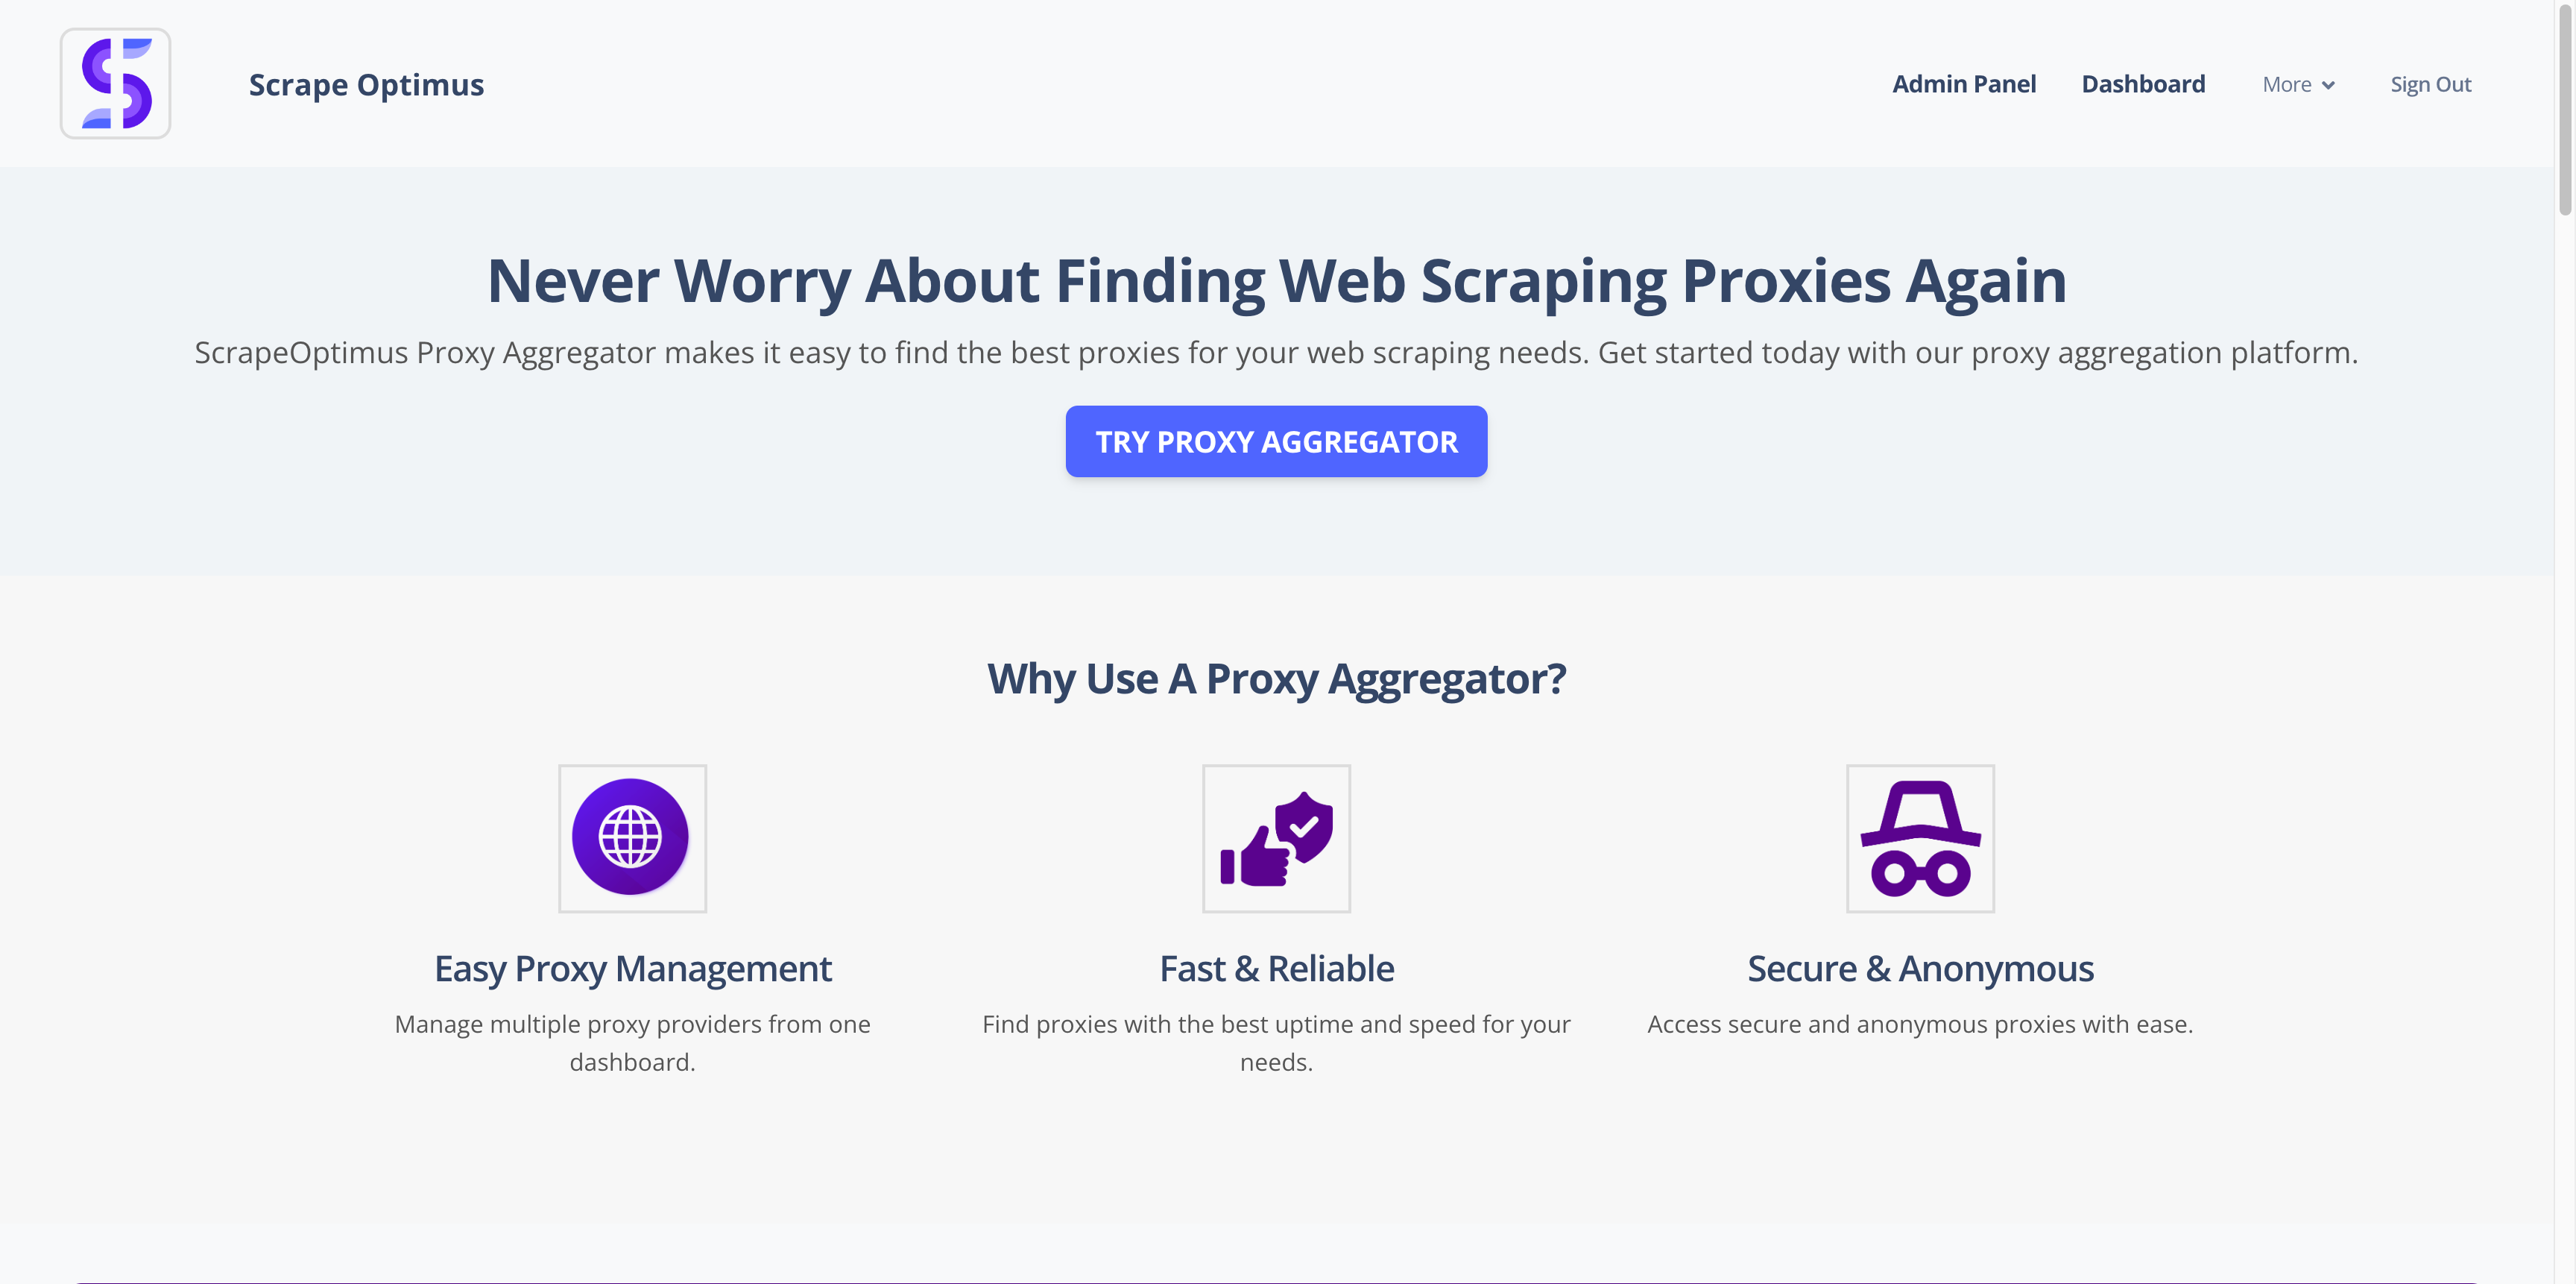 Scrape Optimus
Admin Panel
Dashboard
More
Sign Out
Never Worry About Finding Web Scraping Proxies Again
ScrapeOptimus Proxy Aggregator makes it easy to find the best proxies for your web scraping needs. Get started today with our proxy aggregation platform.
TRY PROXY AGGREGATOR
Why Use A Proxy Aggregator?
Easy Proxy Management
Manage multiple proxy providers from one
dashboard.
Fast & Reliable
Find proxies with the best uptime and speed for your
needs.
Secure & Anonymous
Access secure and anonymous proxies with ease.